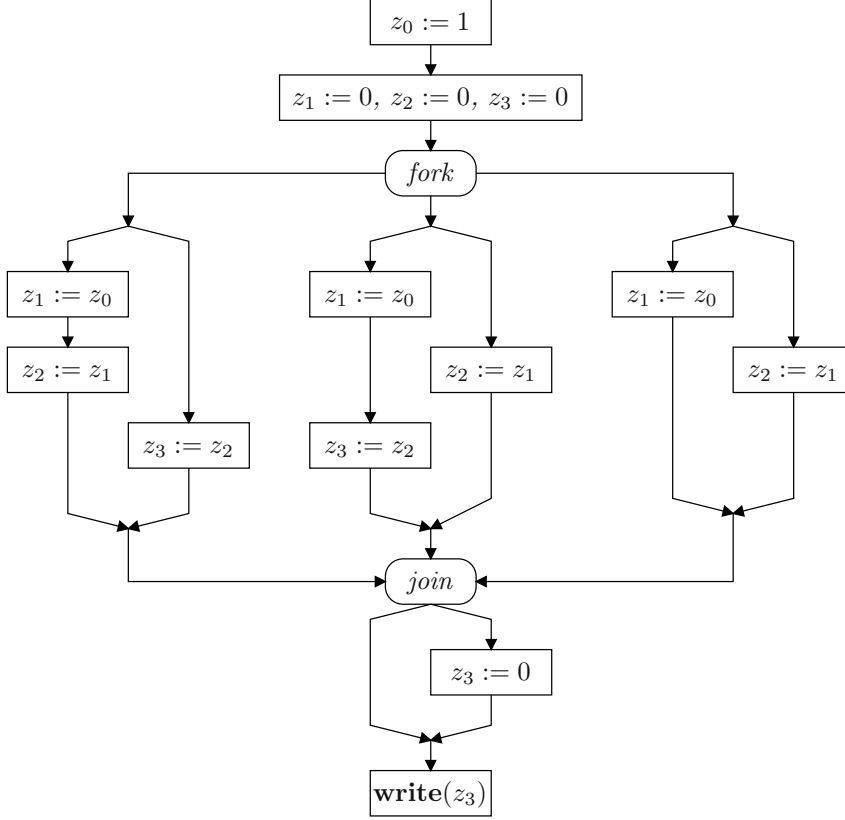 z₀ := 1
z₁ := 0, z₂ := 0, z₃ := 0
fork
z₁ := z₀
z₁ := z₀
z₁ := z₀
z₂ := z₁
z₂ := z₁
z₂ := z₁
z₃ := z₂
z₃ := z₂
join
z₃ := 0
write(z₃)